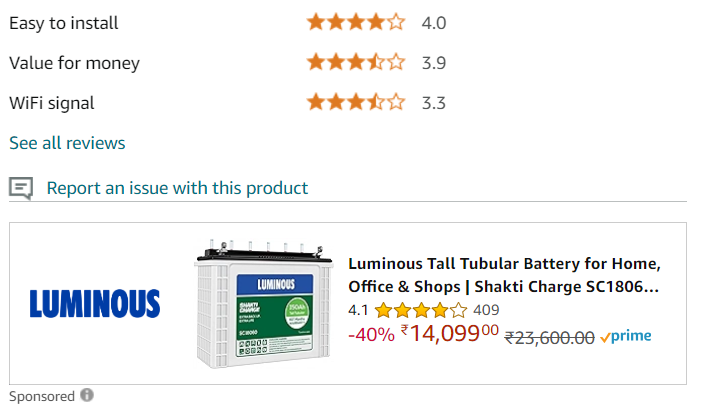 Easy to install 4.0
Value for money 3.9
WiFi signal 3.3
See all reviews
Report an issue with this product
LUMINOUS
LUMINOUS
SHAKTI
CHARGE
150Ah
SC18060
Luminous Tall Tubular Battery for Home,
Office & Shops | Shakti Charge SC1806...
4.1 409
-40% ₹14,09900 ₹23,600.00 prime
Sponsored